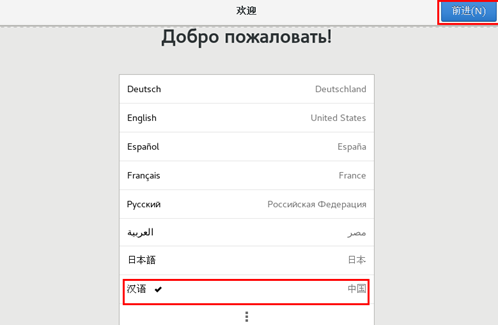 欢迎
前进(N)
Добро пожаловать!
Deutsch Deutschland
English United States
Español España
Français France
Русский Российская Федерация
العربية مصر
日本語 日本
汉语 ✔ 中国